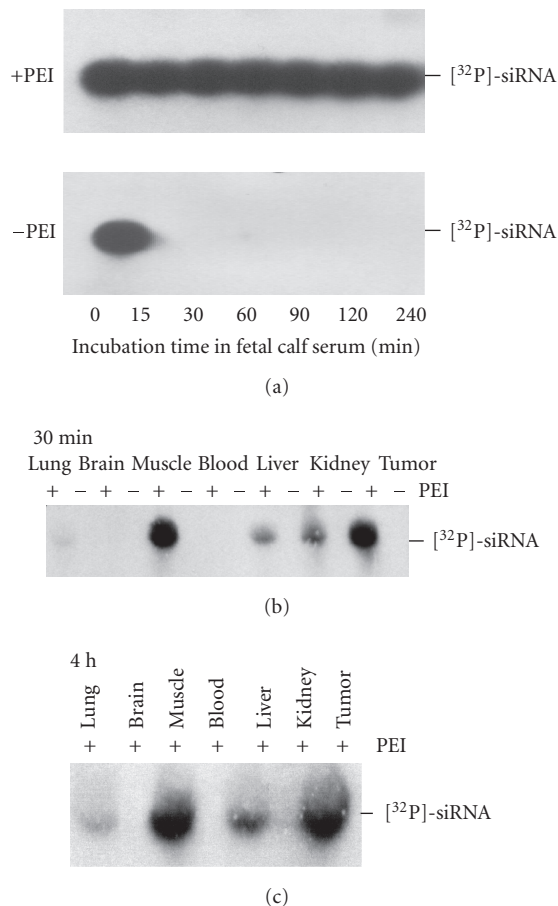 +PEI
[³²P]-siRNA
−PEI
[³²P]-siRNA
0 15 30 60 90 120 240
Incubation time in fetal calf serum (min)
(a)
30 min
Lung Brain Muscle Blood Liver Kidney Tumor
+ − + − + − + − + − + − + − PEI
[³²P]-siRNA
(b)
4 h
Lung Brain Muscle Blood Liver Kidney Tumor
+ + + + + + + PEI
[³²P]-siRNA
(c)